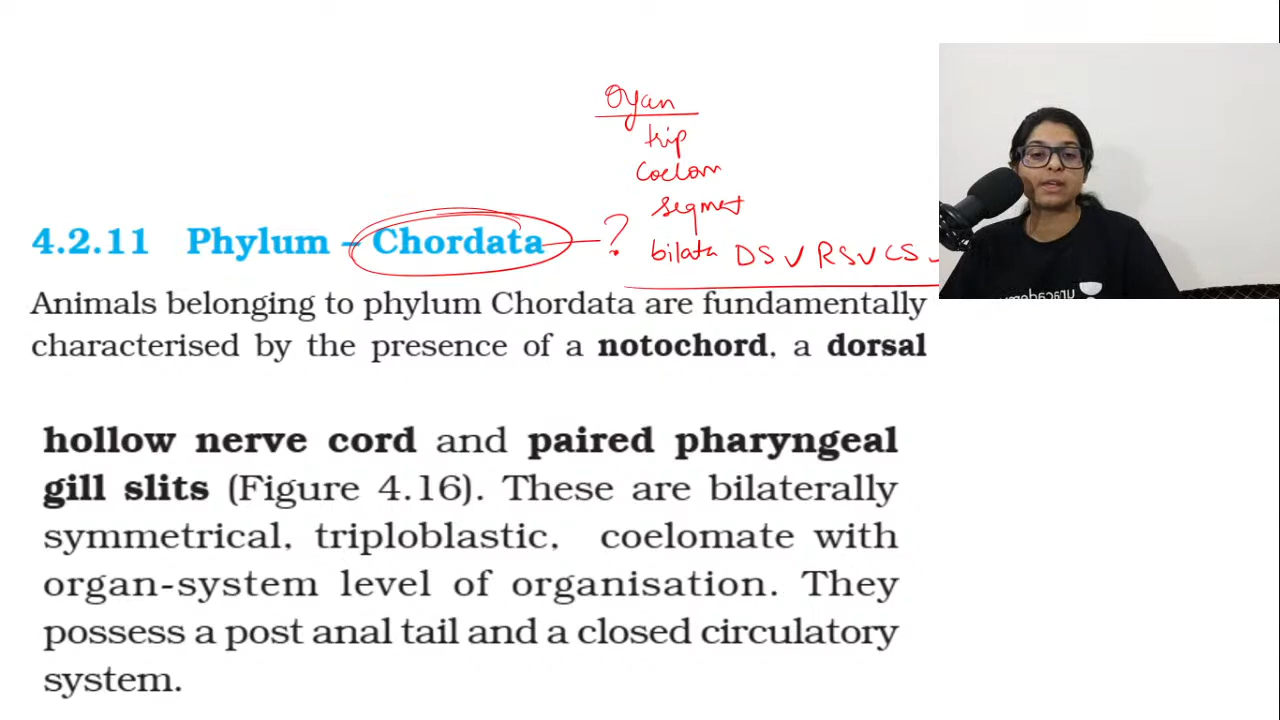 Oyan
trip
Coelom
segment
4.2.11 Phylum – Chordata ?
bilata DS✓ RS✓ CS✓
Animals belonging to phylum Chordata are fundamentally
characterised by the presence of a notochord, a dorsal
hollow nerve cord and paired pharyngeal
gill slits (Figure 4.16). These are bilaterally
symmetrical, triploblastic, coelomate with
organ-system level of organisation. They
possess a post anal tail and a closed circulatory
system.